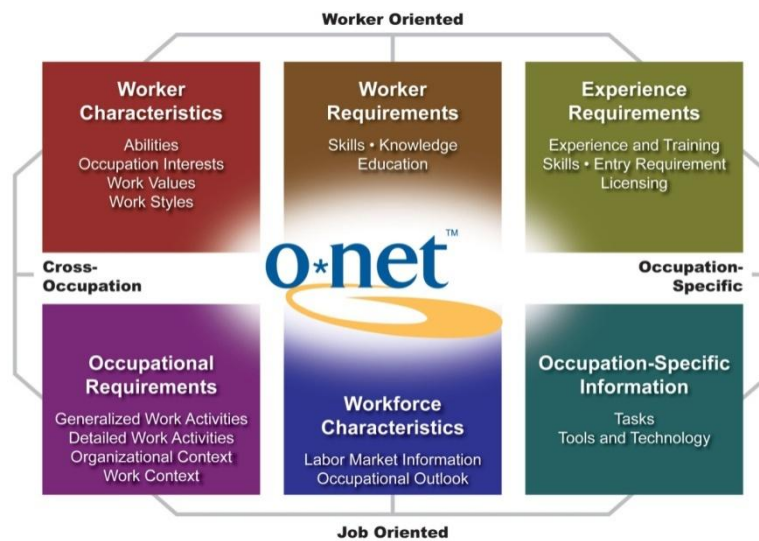 Worker Oriented
Worker
Characteristics
Abilities
Occupation Interests
Work Values
Work Styles
Worker
Requirements
Skills • Knowledge
Education
Experience
Requirements
Experience and Training
Skills • Entry Requirement
Licensing
Cross-
Occupation
o*net™
Occupation-
Specific
Occupational
Requirements
Generalized Work Activities
Detailed Work Activities
Organizational Context
Work Context
Workforce
Characteristics
Labor Market Information
Occupational Outlook
Occupation-Specific
Information
Tasks
Tools and Technology
Job Oriented